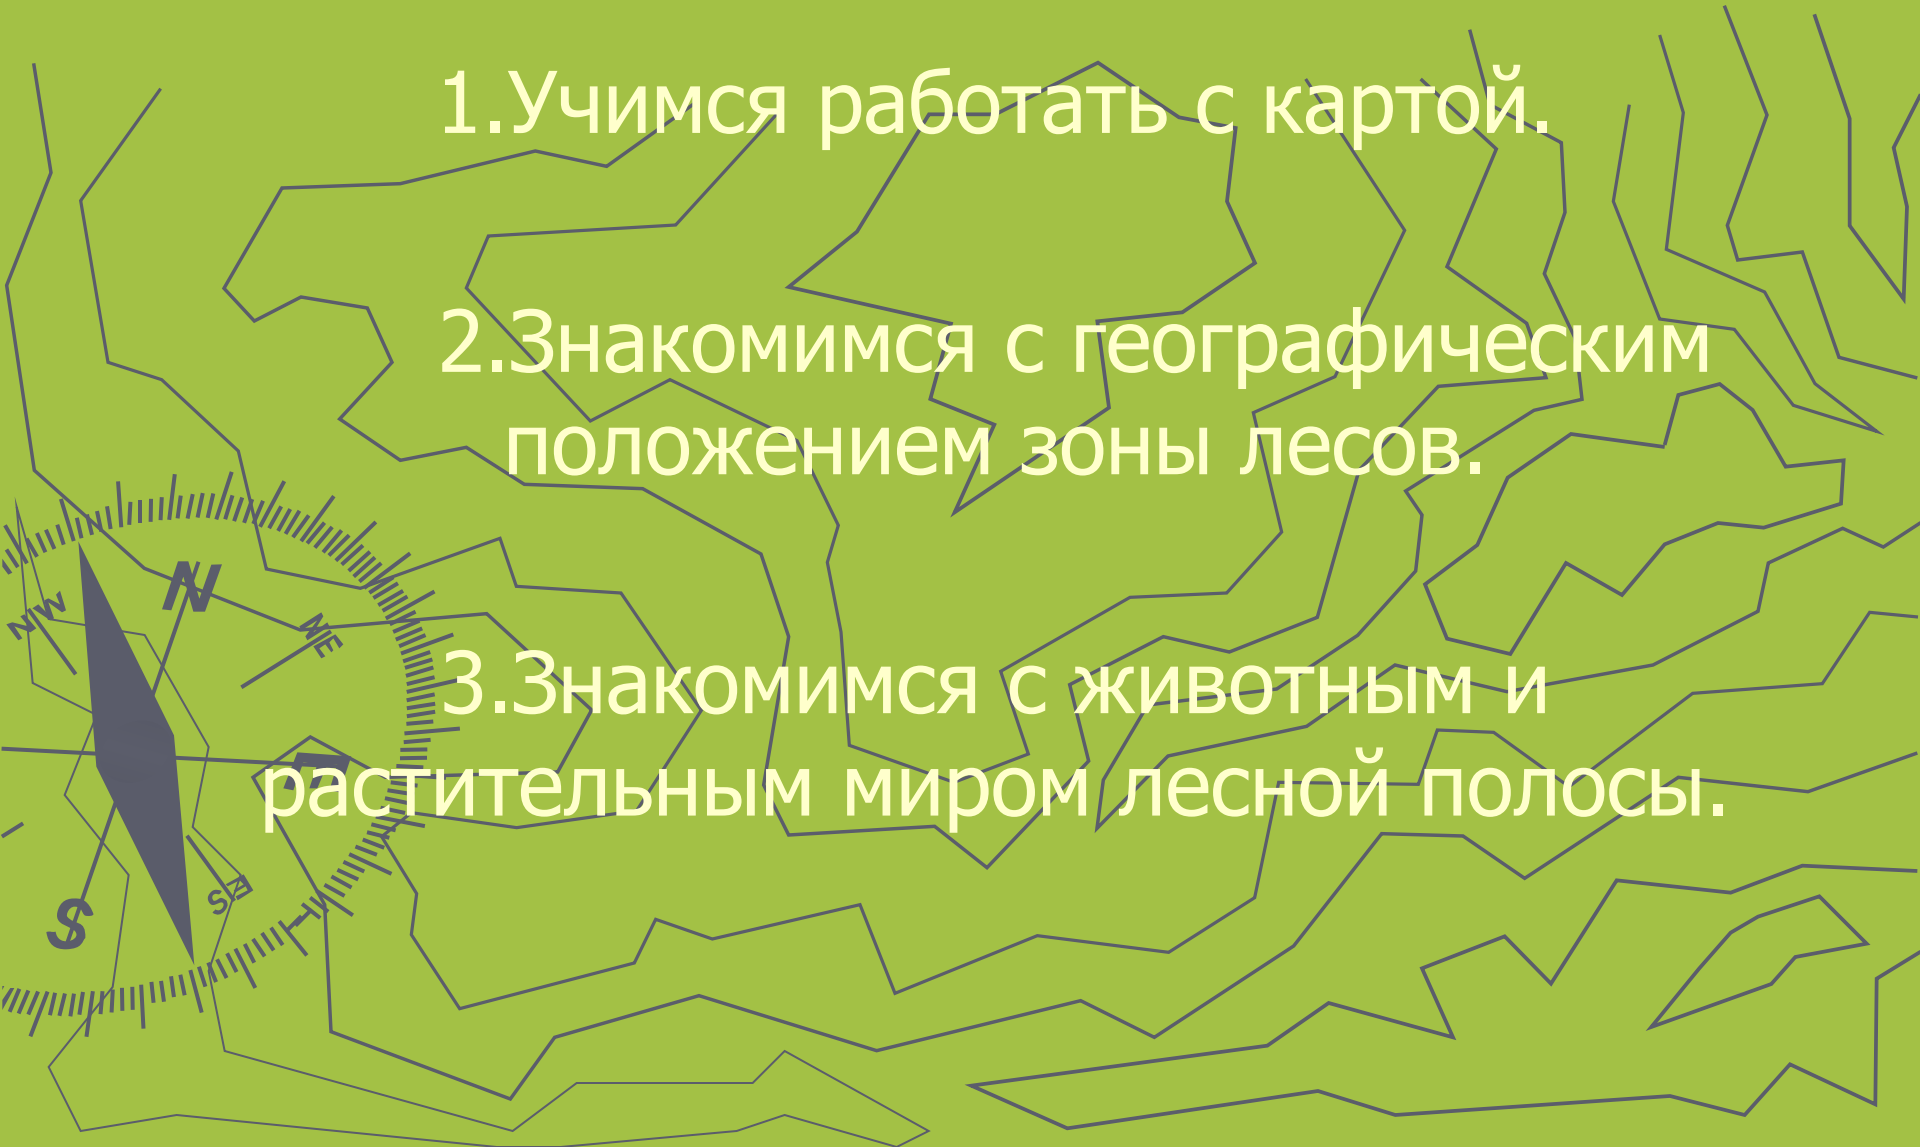 1.Учимся работать с картой.
2.Знакомимся с географическим
положением зоны лесов.
3.Знакомимся с животным и
растительным миром лесной полосы.
NW
N
NE
E
SE
S